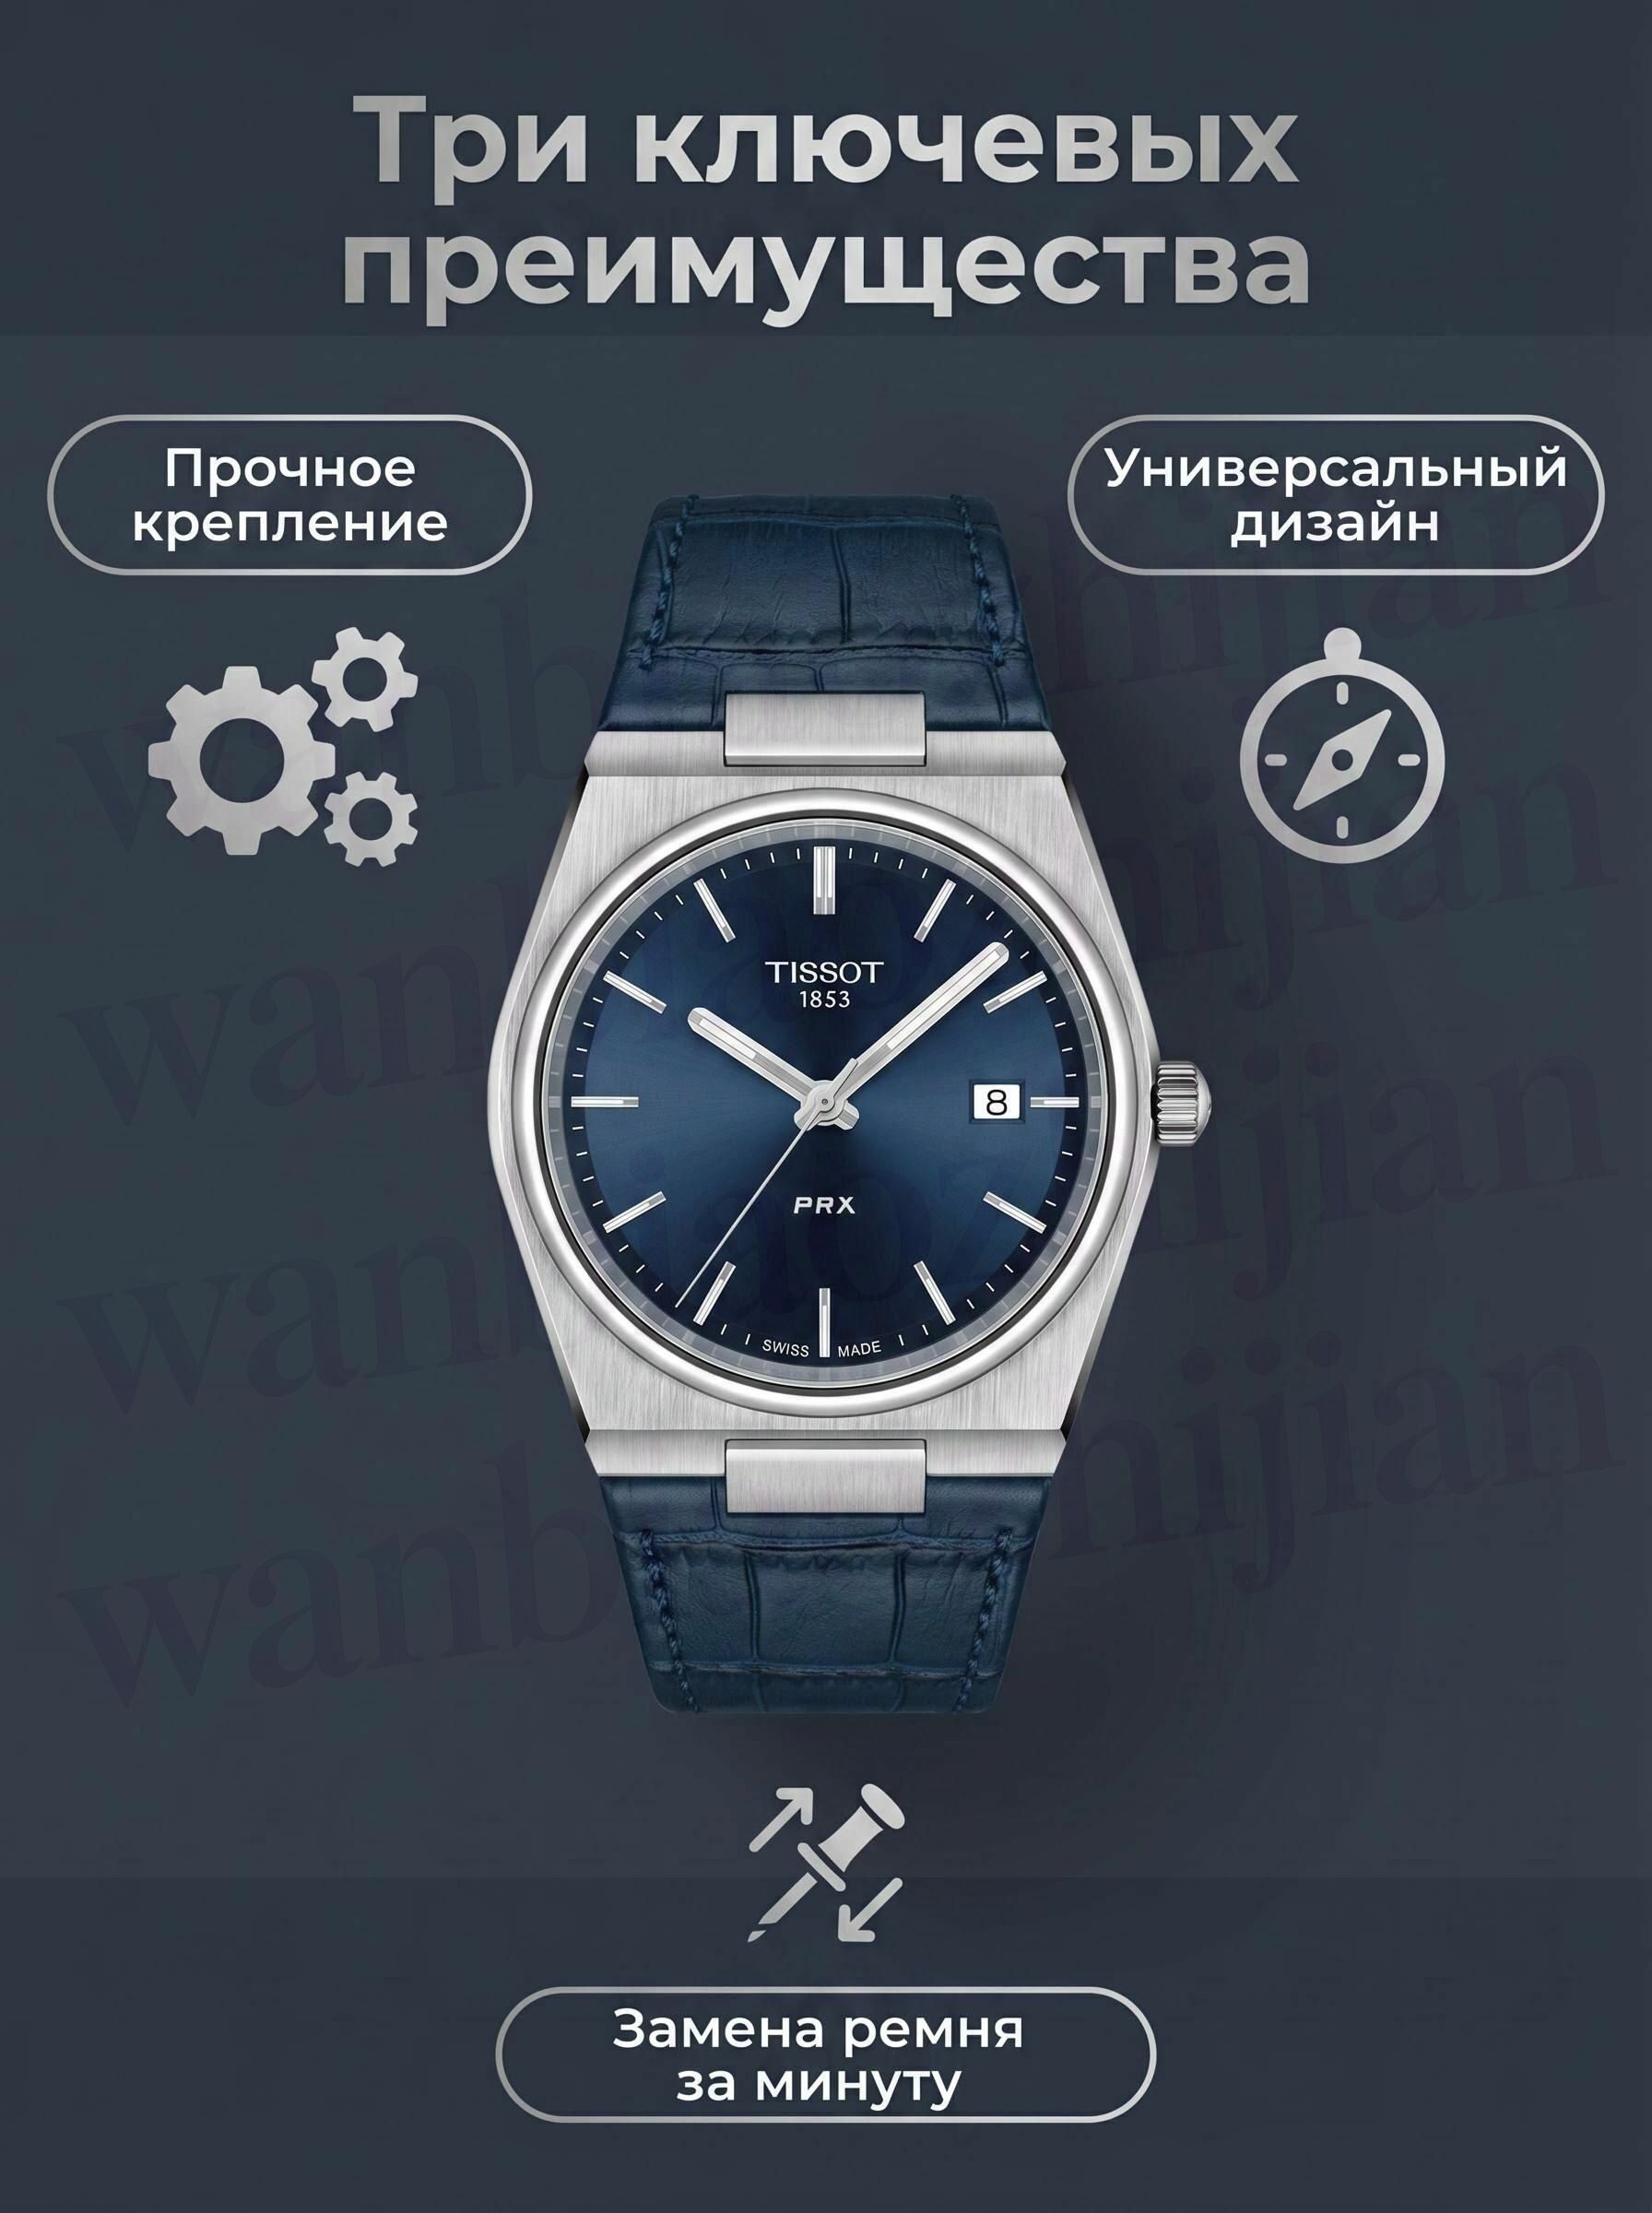 Три ключевых
преимущества
Прочное
крепление
Универсальный
дизайн
TISSOT
1853
8
PRX
SWISS MADE
Замена ремня
за минуту